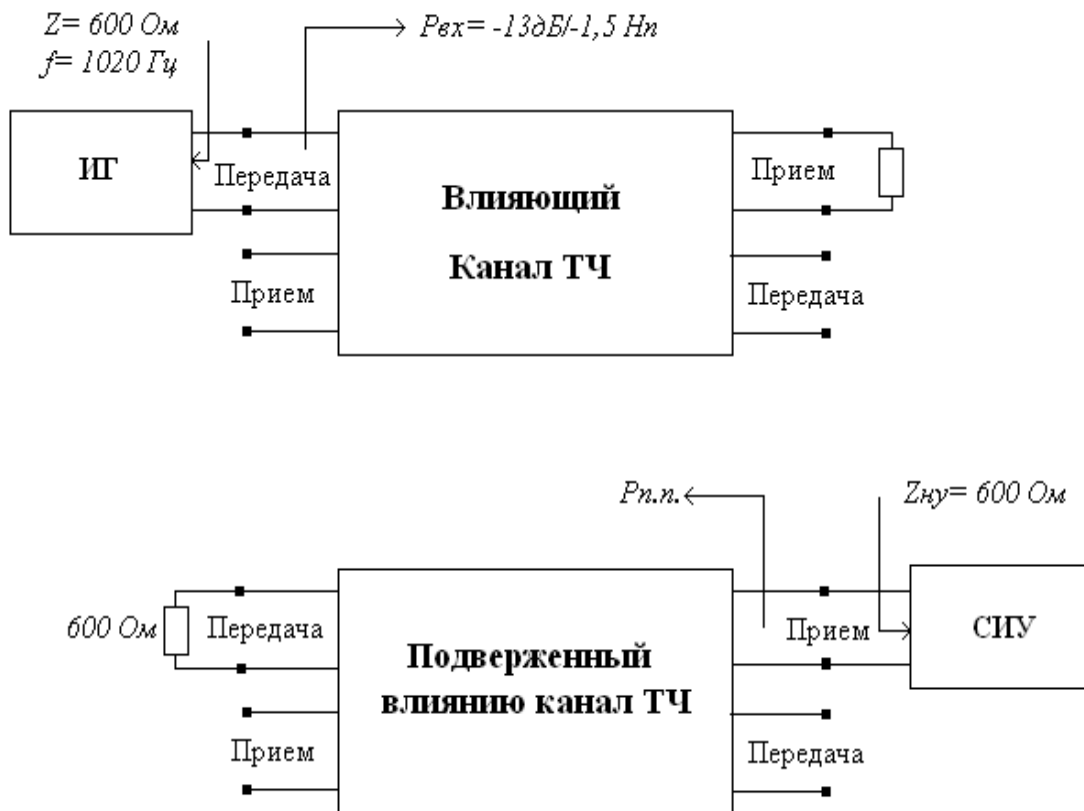 Z= 600 Ом
f= 1020 Гц
Рвх= -13дБ/-1,5 Нп
ИГ
Передача
Прием
Влияющий
Канал ТЧ
Прием
Передача
Рп.п.
Zну= 600 Ом
600 Ом
Передача
Прием
Подверженный
влиянию канал ТЧ
Прием
Передача
СИУ